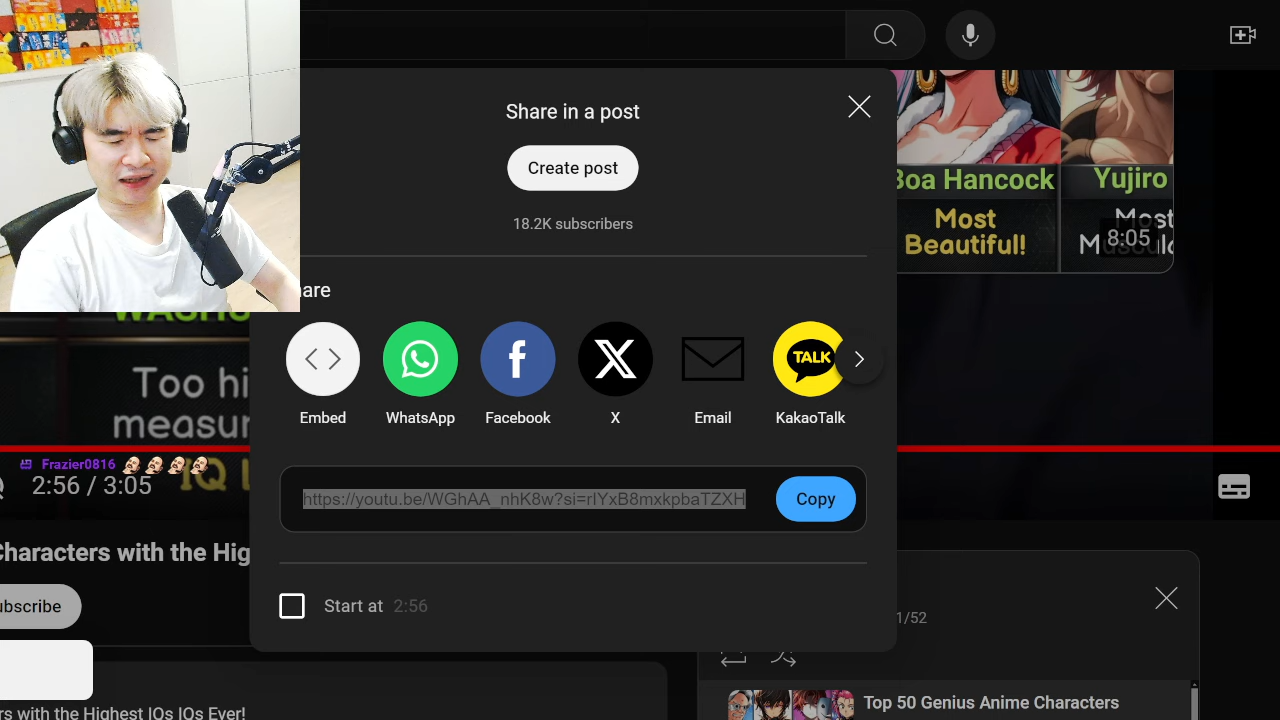 Share in a post
Create post
18.2K subscribers
Boa Hancock
Yujiro
Most
Beautiful!
Most
8:05
are
Embed
WhatsApp
Facebook
X
Email
TALK
KakaoTalk
Too hi
measur
IQ
Frazier0816
2:56 / 3:05
https://youtu.be/WGhAA_nhK8w?si=rIYxB8mxkpbaTZXH
Copy
Characters with the Hig
ubscribe
Start at 2:56
1/52
rs with the Highest IQs IQs Ever!
Top 50 Genius Anime Characters